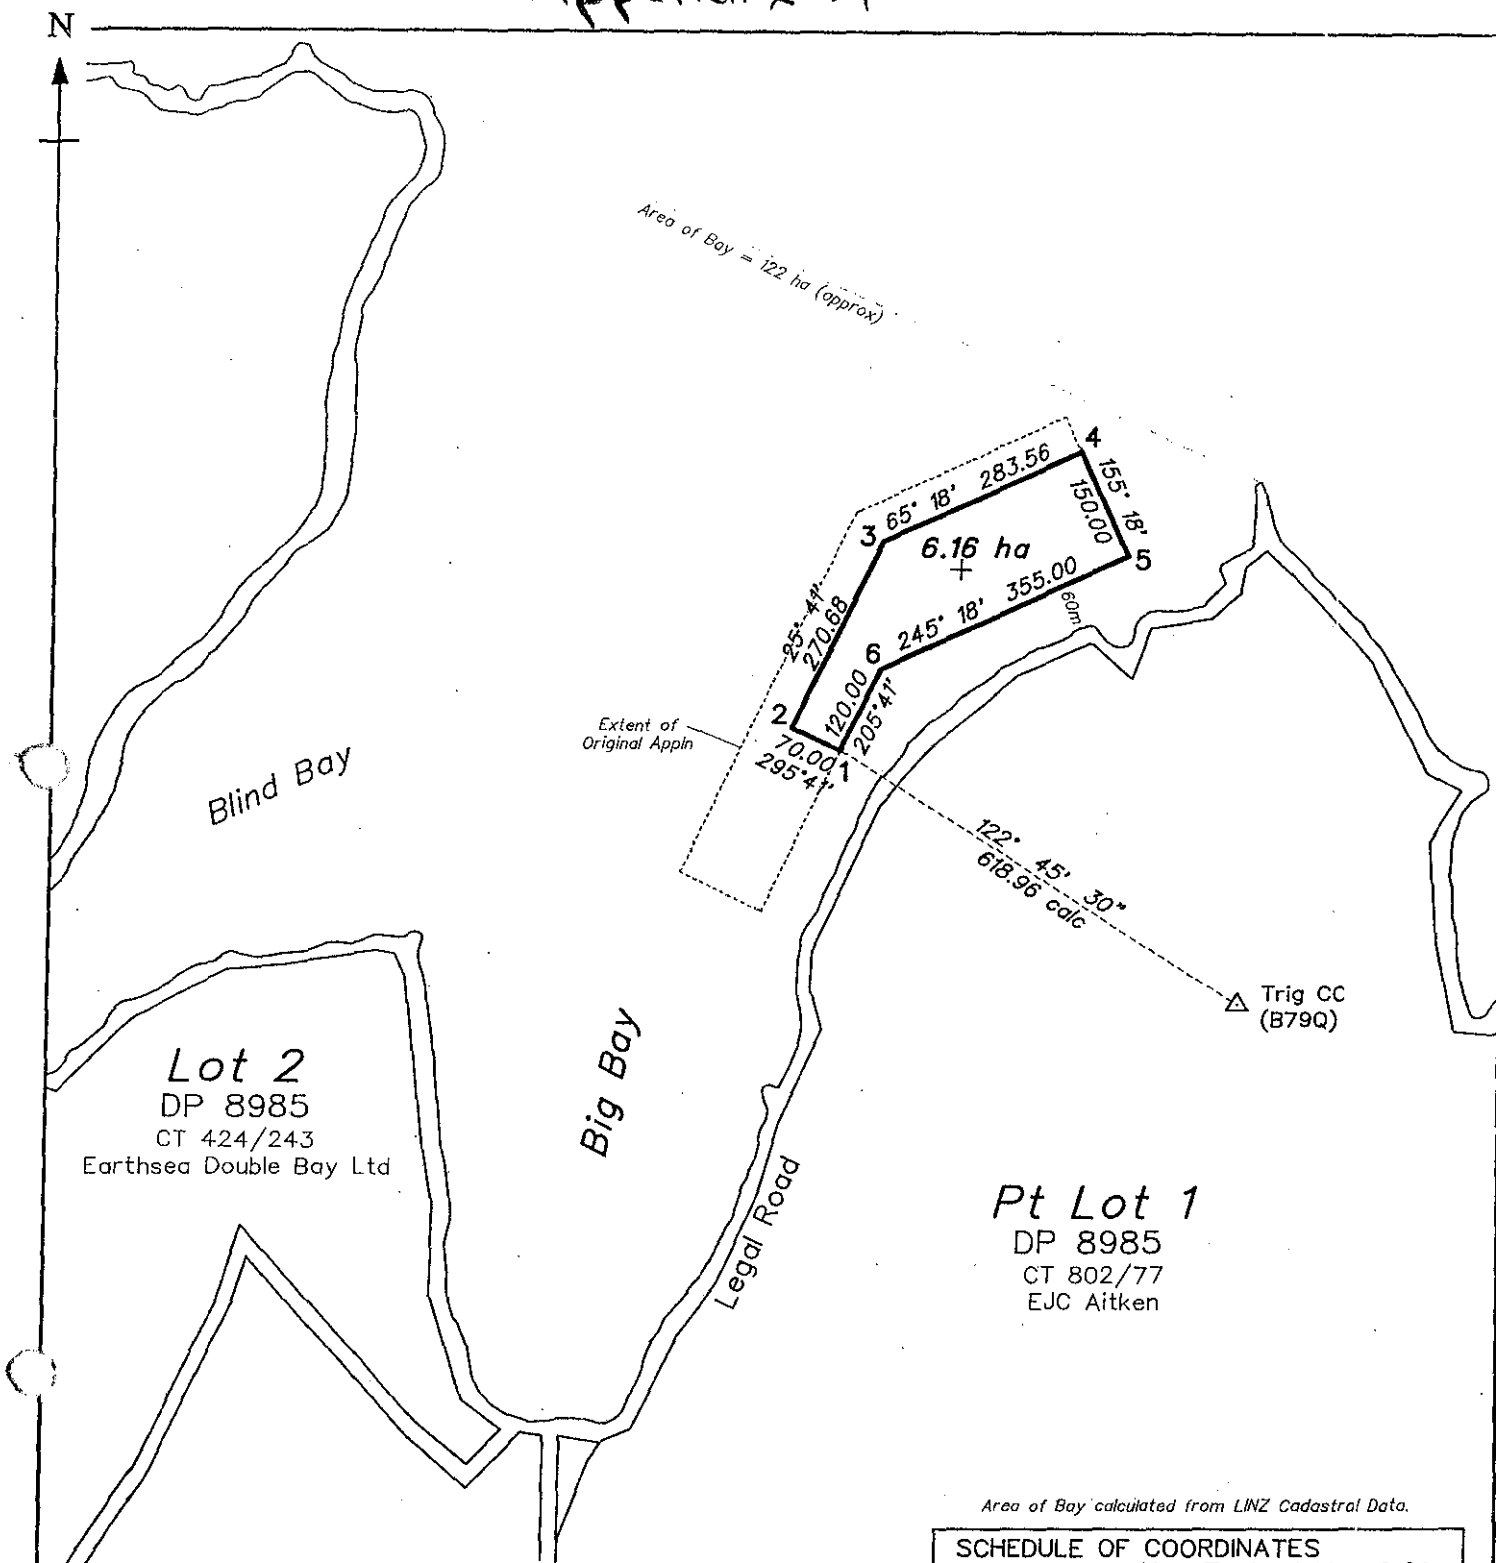 N
Area of Bay = 122 ha (approx)
4
65° 18' 283.56
155° 18'
150.00
3
6.16 ha
5
245° 18' 355.00
60m
25° 41'
270.68
6
120.00
205°41'
2
Extent of
Original Appln
70.00
295°41'
1
Blind Bay
122° 45' 30"
618.96 calc
Trig CC
(B79Q)
Big Bay
Lot 2
DP 8985
CT 424/243
Earthsea Double Bay Ltd
Legal Road
Pt Lot 1
DP 8985
CT 802/77
EJC Aitken
Area of Bay calculated from LINZ Cadastral Data.
SCHEDULE OF COORDINATES